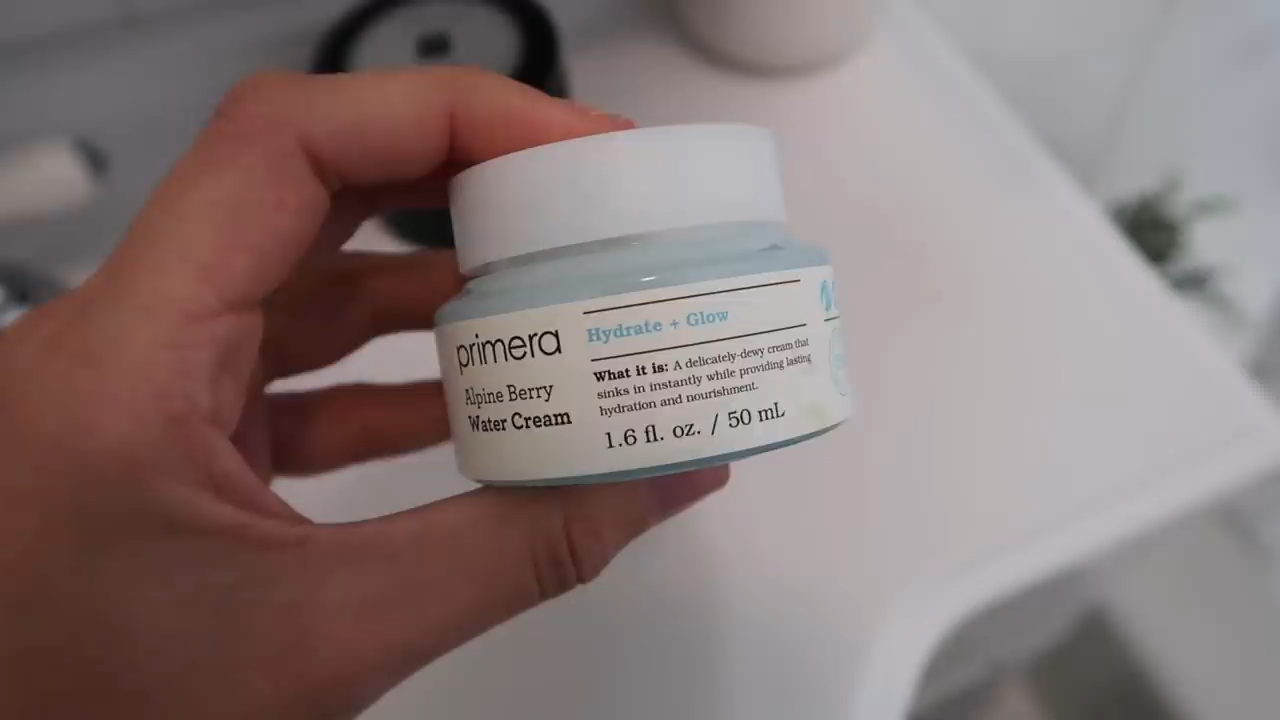 primera
Alpine Berry
Water Cream
Hydrate + Glow
What it is: A delicately-dewy cream that
sinks in instantly while providing lasting
hydration and nourishment.
1.6 fl. oz. / 50 mL